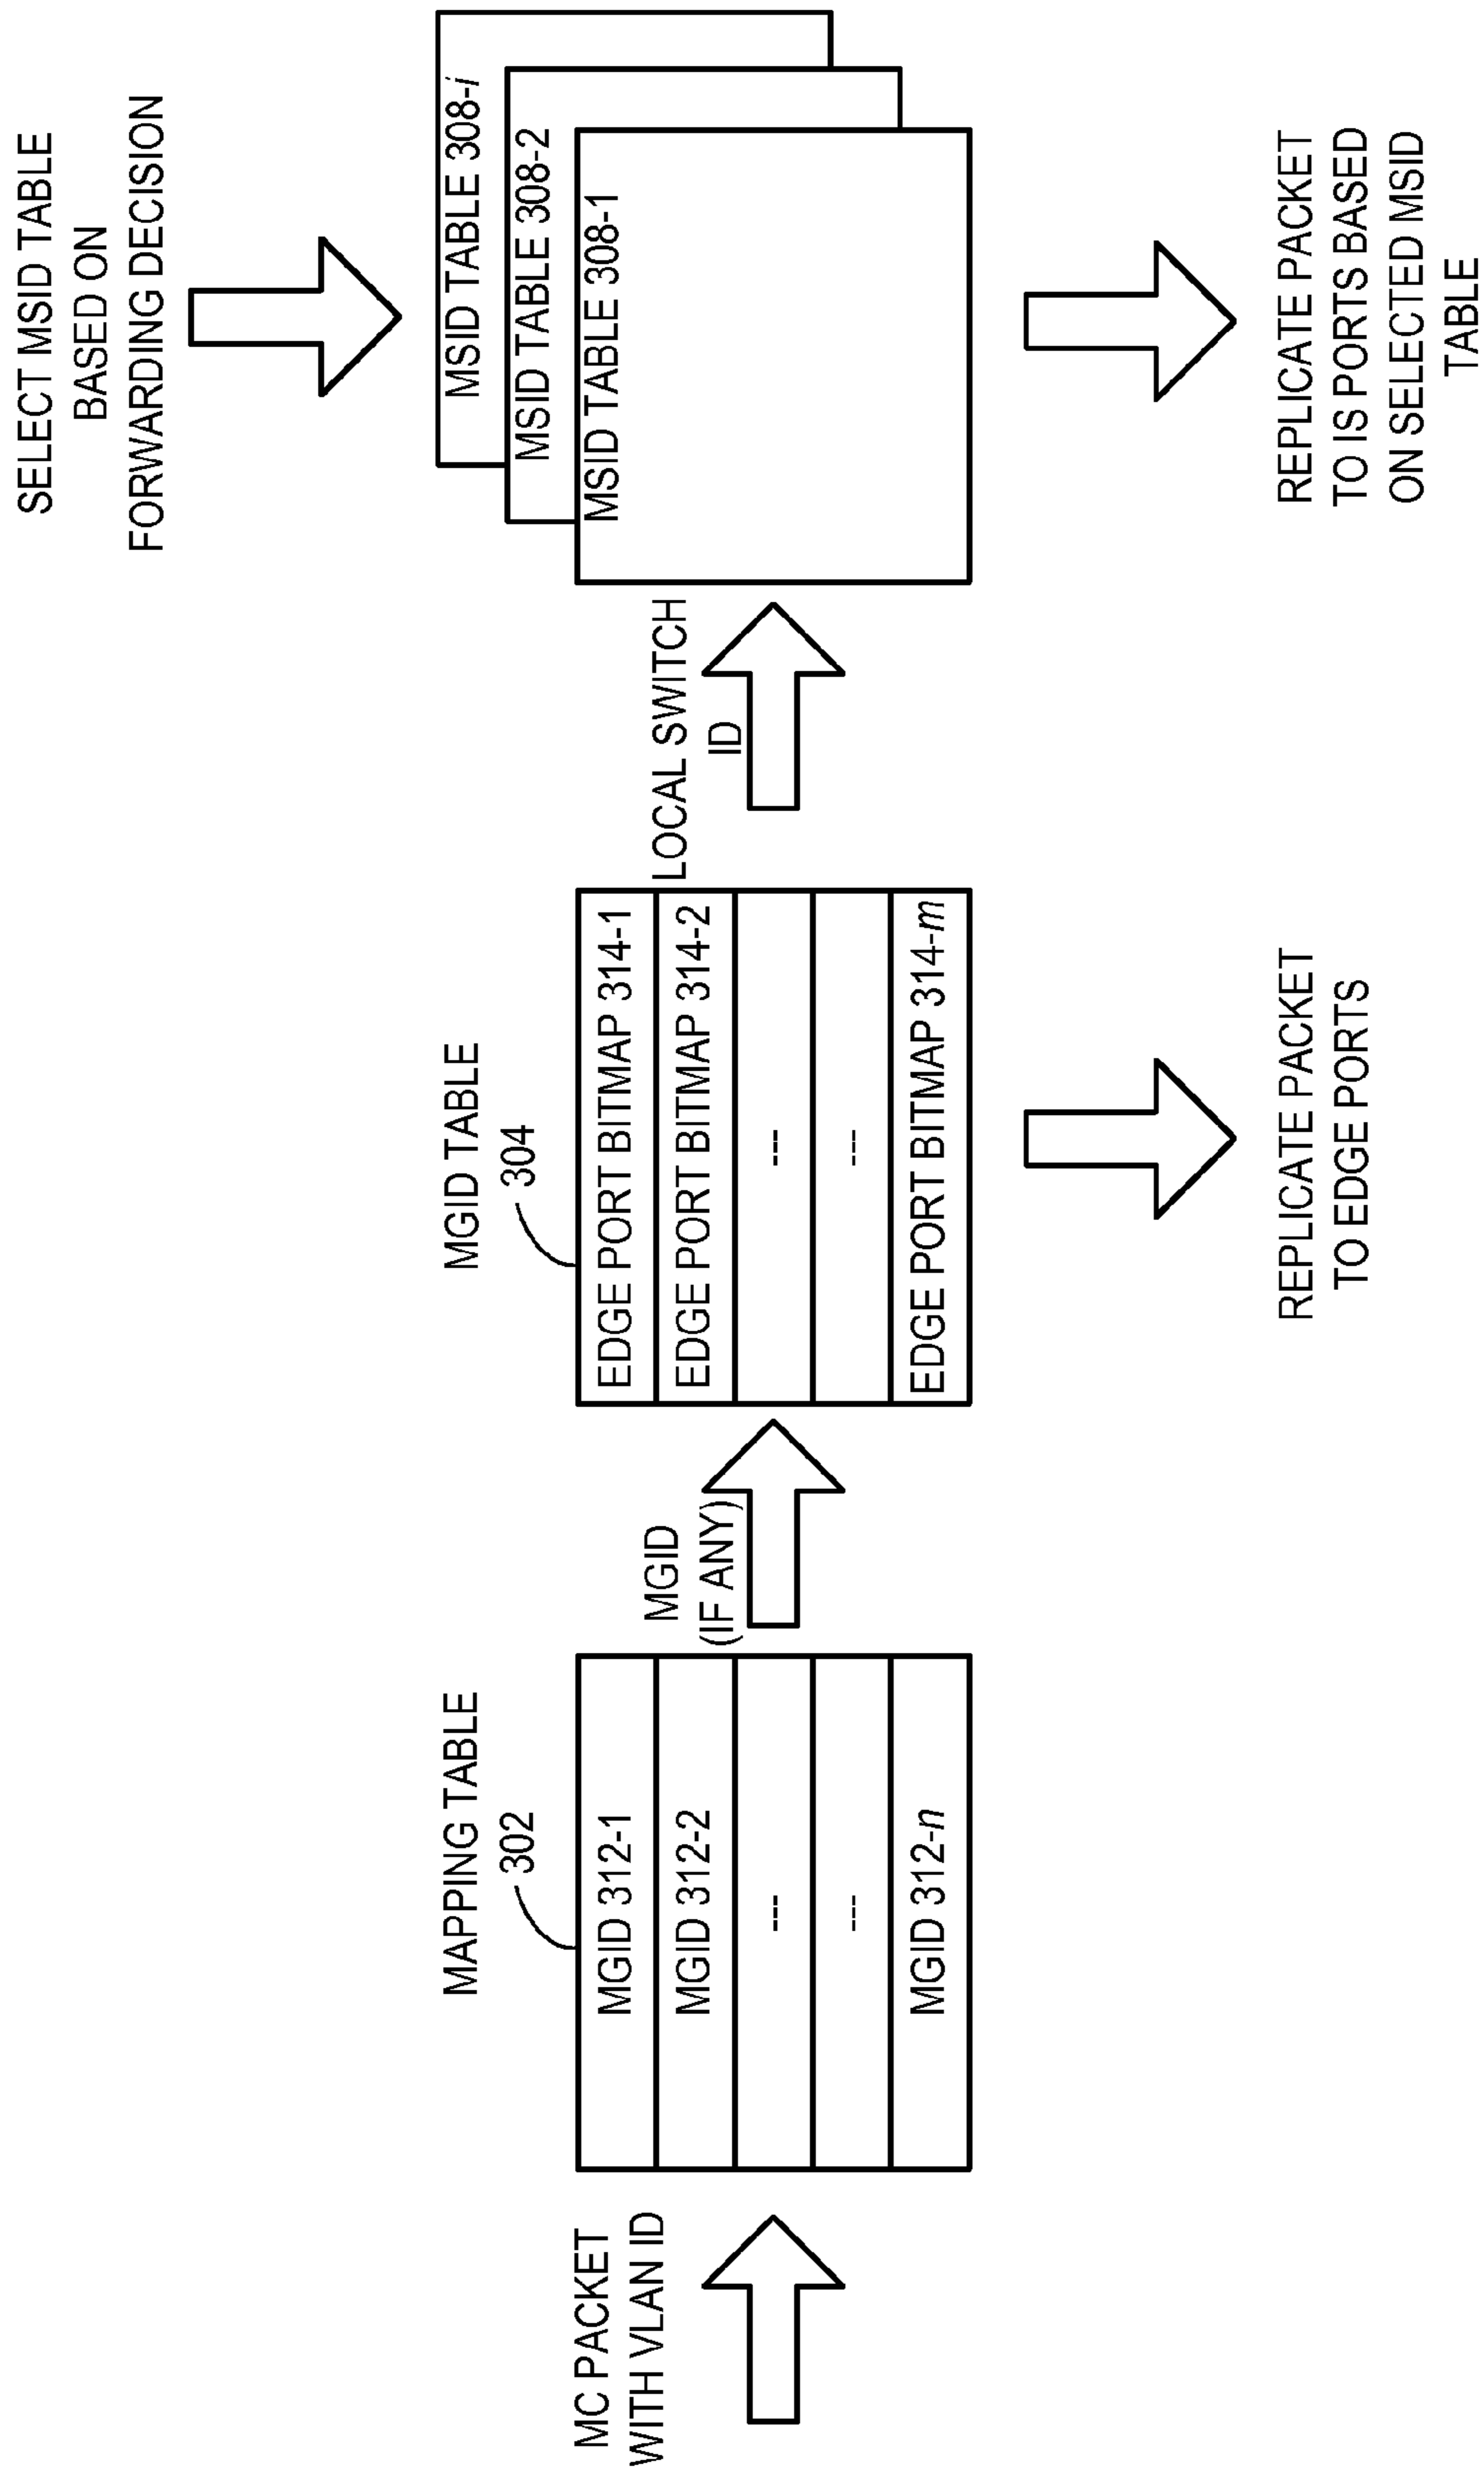 SELECT MSID TABLE
BASED ON
FORWARDING DECISION
MAPPING TABLE
302
MGID TABLE
304
MSID TABLE 308-i
MSID TABLE 308-2
MSID TABLE 308-1
MC PACKET
WITH VLAN ID
MGID 312-1
MGID 312-2
---
---
MGID 312-n
MGID
(IF ANY)
EDGE PORT BITMAP 314-1
EDGE PORT BITMAP 314-2
---
---
EDGE PORT BITMAP 314-m
LOCAL SWITCH
ID
REPLICATE PACKET
TO EDGE PORTS
REPLICATE PACKET
TO IS PORTS BASED
ON SELECTED MSID
TABLE